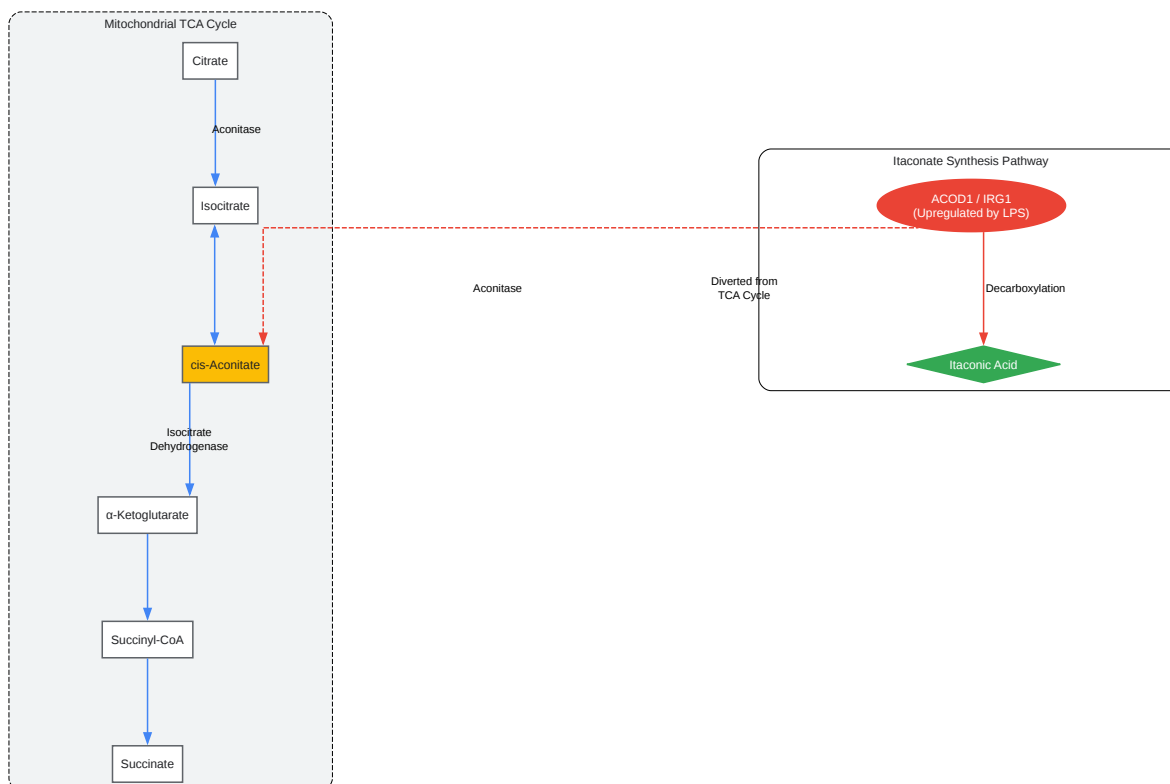 Mitochondrial TCA Cycle
Citrate
Aconitase
Isocitrate
cis-Aconitate
Isocitrate
Dehydrogenase
α-Ketoglutarate
Succinyl-CoA
Succinate
Aconitase
Diverted from
TCA Cycle
Itaconate Synthesis Pathway
ACOD1 / IRG1
(Upregulated by LPS)
Decarboxylation
Itaconic Acid